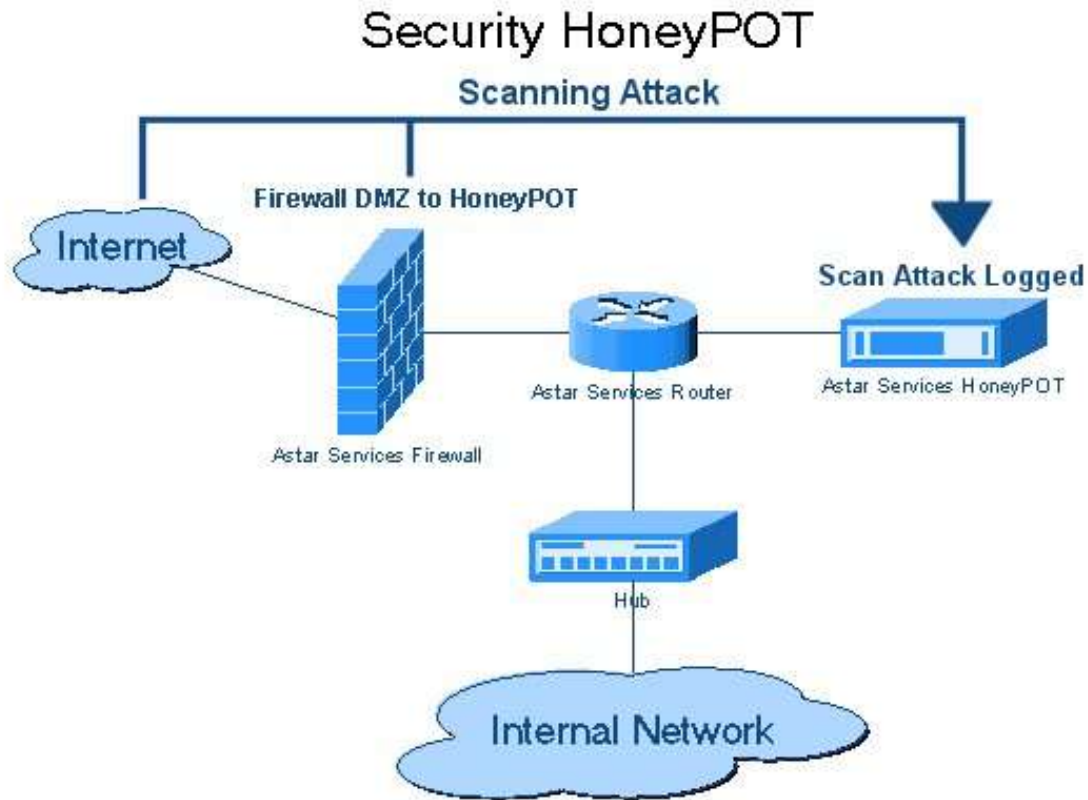 Security HoneyPOT
Scanning Attack
Firewall DMZ to HoneyPOT
Internet
Scan Attack Logged
Astar Services Router
Astar Services HoneyPOT
Astar Services Firewall
Hub
Internal Network